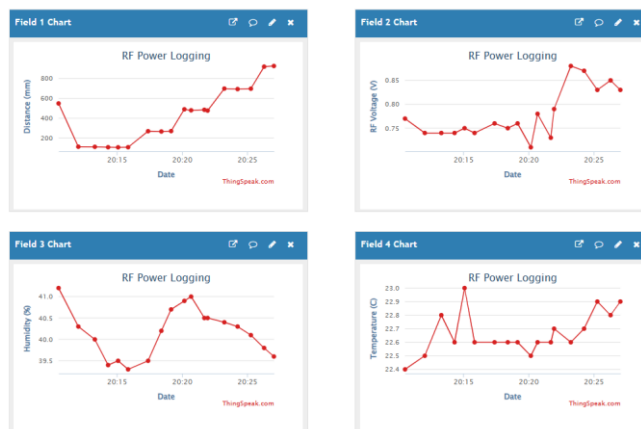 Field 1 Chart
RF Power Logging
Distance (mm)
800
600
400
200
20:15
20:20
20:25
Date
ThingSpeak.com
Field 2 Chart
RF Power Logging
RF Voltage (V)
0.85
0.80
0.75
20:15
20:20
20:25
Date
ThingSpeak.com
Field 3 Chart
RF Power Logging
Humidity (%)
41.0
40.5
40.0
39.5
20:15
20:20
20:25
Date
ThingSpeak.com
Field 4 Chart
RF Power Logging
Temperature (C)
23.0
22.9
22.8
22.7
22.6
22.5
22.4
20:15
20:20
20:25
Date
ThingSpeak.com